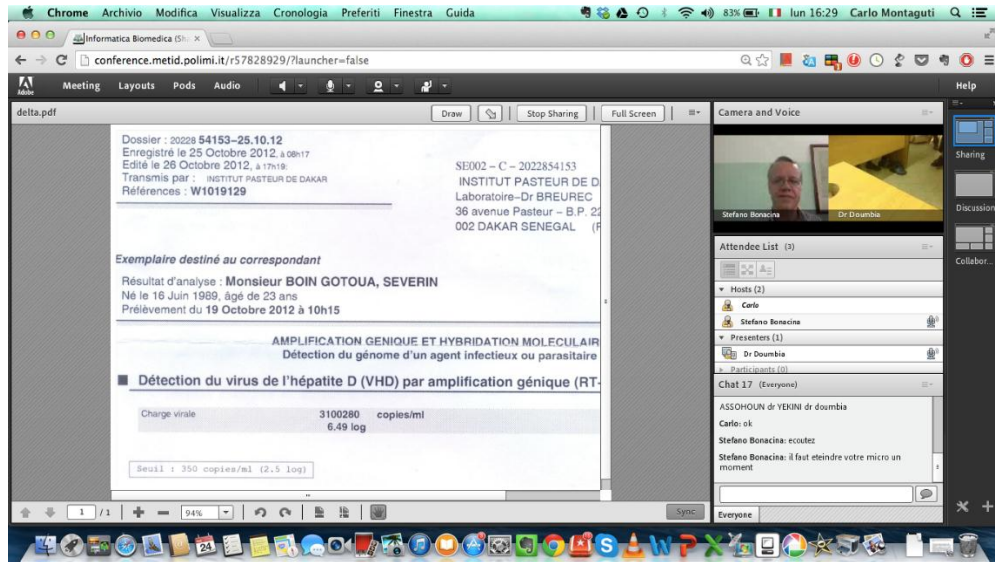 Chrome Archivio Modifica Visualizza Cronologia Preferiti Finestra Guida 83% lun 16:29 Carlo Montaguti
Informatica Biomedica (Sha
conference.metid.polimi.it/r57828929/?launcher=false
Adobe Meeting Layouts Pods Audio Help
delta.pdf Draw Stop Sharing Full Screen
Dossier : 20228 54153-25.10.12
Enregistré le 25 Octobre 2012, à 08h17
Edité le 26 Octobre 2012, à 17h19:
Transmis par : INSTITUT PASTEUR DE DAKAR
Références : W1019129
SE002 - C - 2022854153
INSTITUT PASTEUR DE D
Laboratoire-Dr BREUREC
36 avenue Pasteur - B.P. 22
002 DAKAR SENEGAL (F
Exemplaire destiné au correspondant
Résultat d'analyse : Monsieur BOIN GOTOUA, SEVERIN
Né le 16 Juin 1989, âgé de 23 ans
Prélèvement du 19 Octobre 2012 à 10h15
AMPLIFICATION GENIQUE ET HYBRIDATION MOLECULAIR
Détection du génome d'un agent infectieux ou parasitaire
Détection du virus de l'hépatite D (VHD) par amplification génique (RT-
Charge virale 3100280 copies/ml
6.49 log
Seuil : 350 copies/ml (2.5 log)
1 / 1 94% Sync
Camera and Voice
Stefano Bonacina Dr Doumbia
Attendee List (3)
Hosts (2)
Carlo
Stefano Bonacina
Presenters (1)
Dr Doumbia
Participants (0)
Chat 17 (Everyone)
ASSOHOUN dr YEKINI dr doumbia
Carlo: ok
Stefano Bonacina: ecoutez
Stefano Bonacina: il faut eteindre votre micro un
moment
Everyone
Sharing
Discussion
Collabor...
24